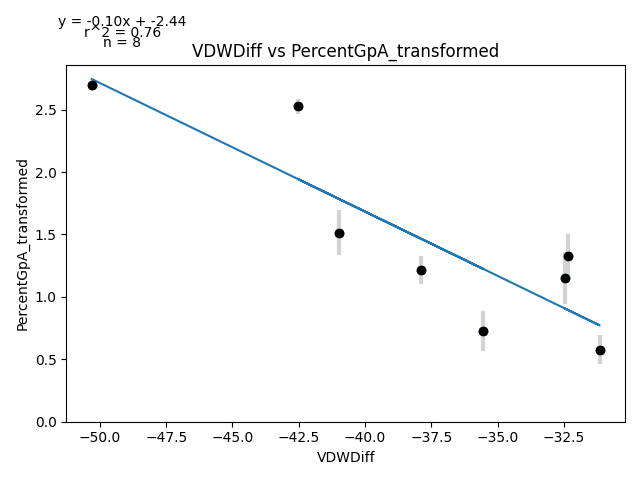 y = -0.10x + -2.44
r^2 = 0.76
n = 8
VDWDiff vs PercentGpA_transformed
PercentGpA_transformed
2.5
2.0
1.5
1.0
0.5
0.0
−50.0 −47.5 −45.0 −42.5 −40.0 −37.5 −35.0 −32.5
VDWDiff